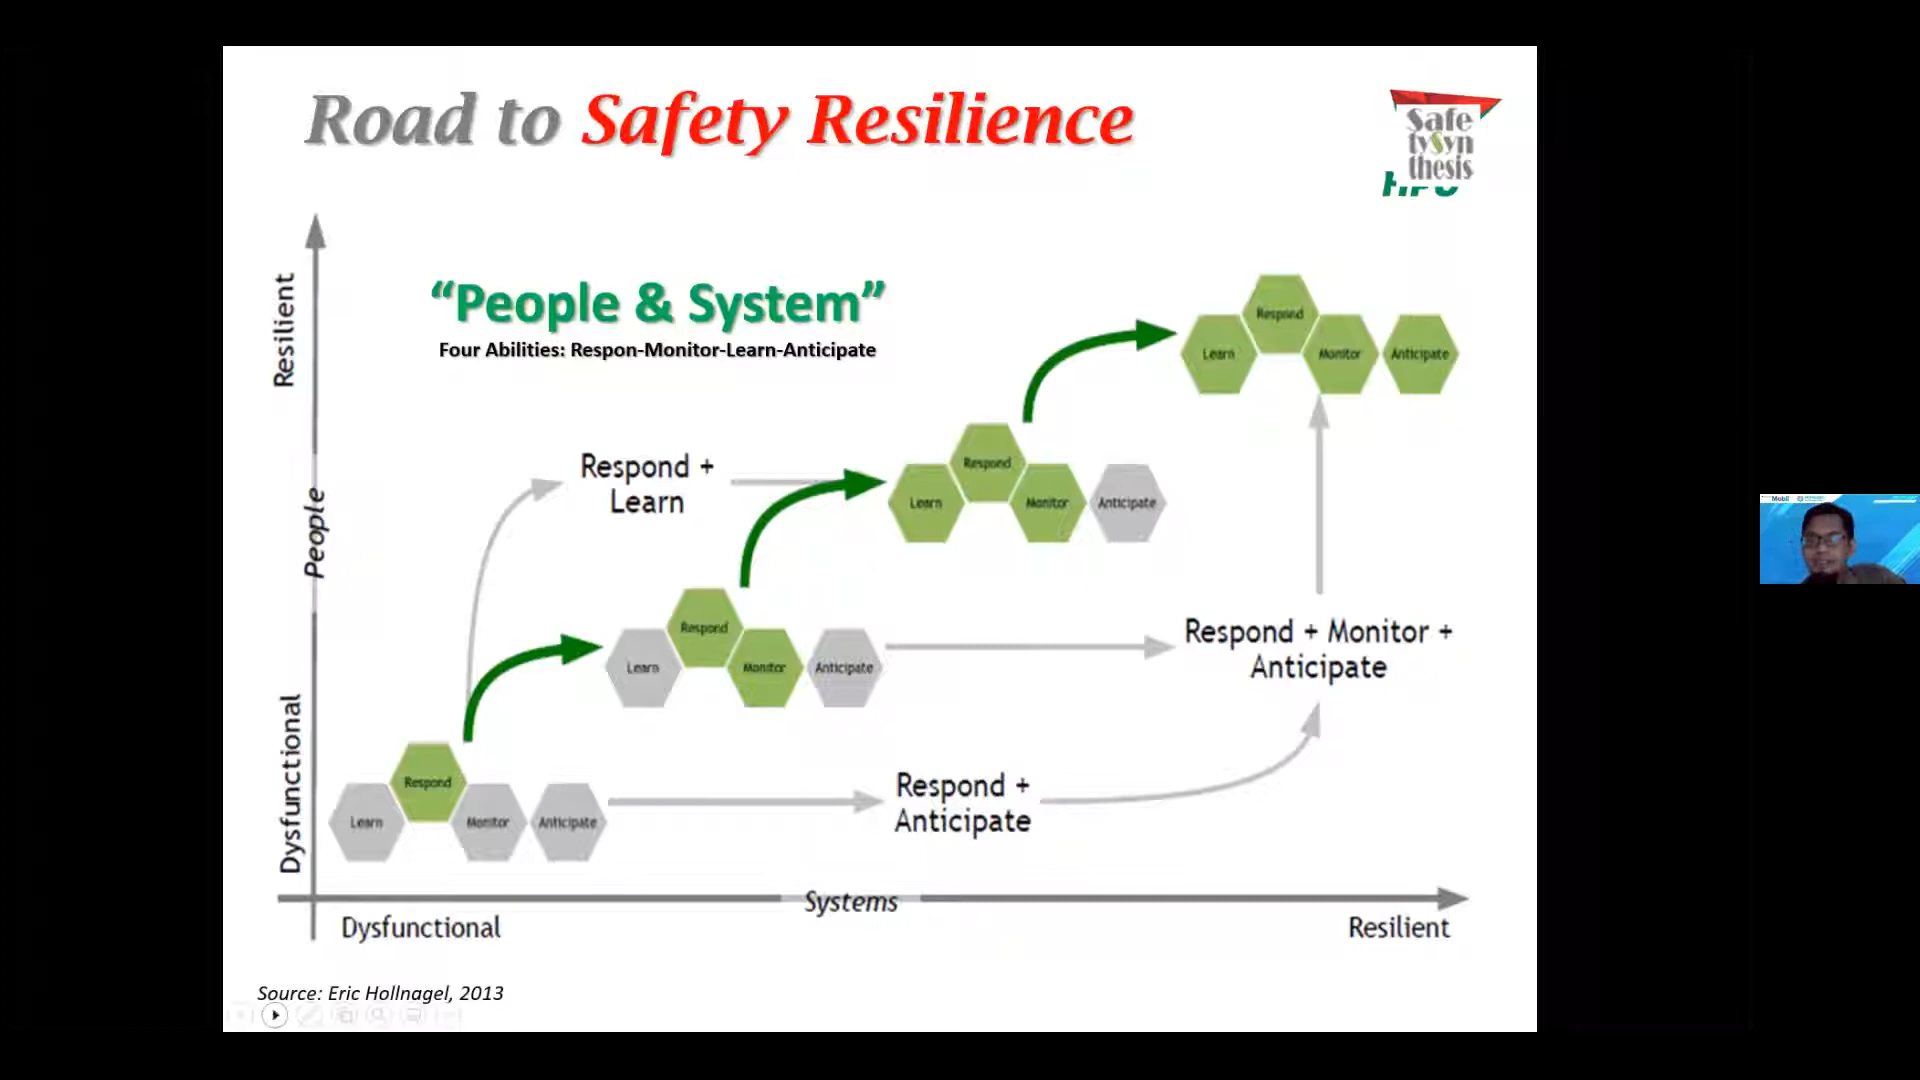 Road to Safety Resilience
Safe
tySyn
thesis
"People & System"
Four Abilities: Respon-Monitor-Learn-Anticipate
Resilient
People
Dysfunctional
Respond
Learn
Monitor
Anticipate
Respond +
Learn
Respond
Learn
Monitor
Anticipate
Respond
Learn
Monitor
Anticipate
Respond + Monitor +
Anticipate
Respond
Learn
Monitor
Anticipate
Respond +
Anticipate
Systems
Dysfunctional
Resilient
Source: Eric Hollnagel, 2013
Mobil